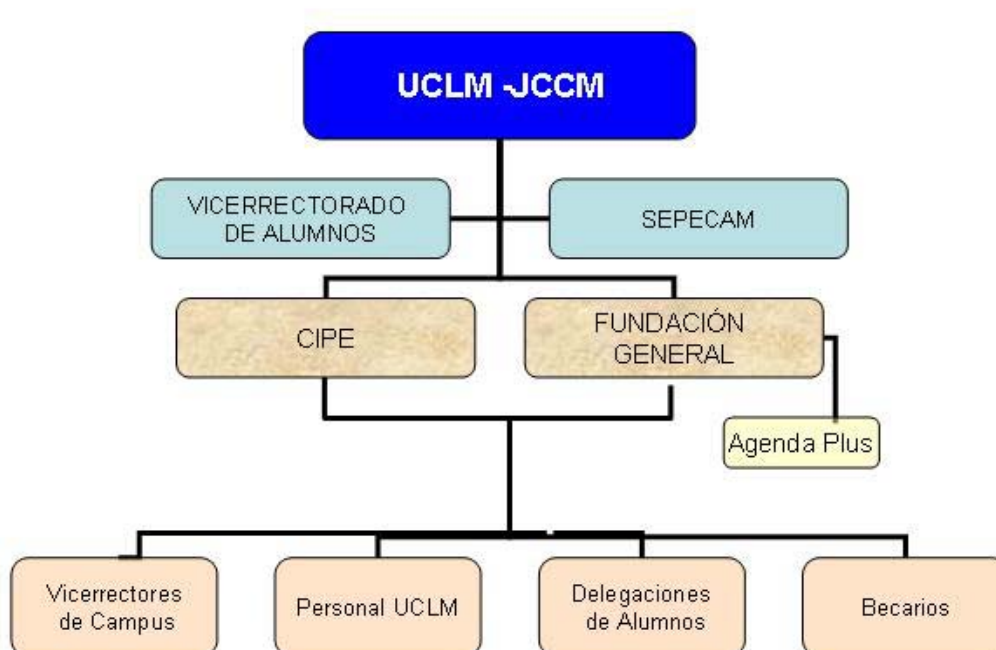 UCLM -JCCM
VICERRECTORADO
DE ALUMNOS
SEPECAM
CIPE
FUNDACIÓN
GENERAL
Agenda Plus
Vicerrectores
de Campus
Personal UCLM
Delegaciones
de Alumnos
Becarios